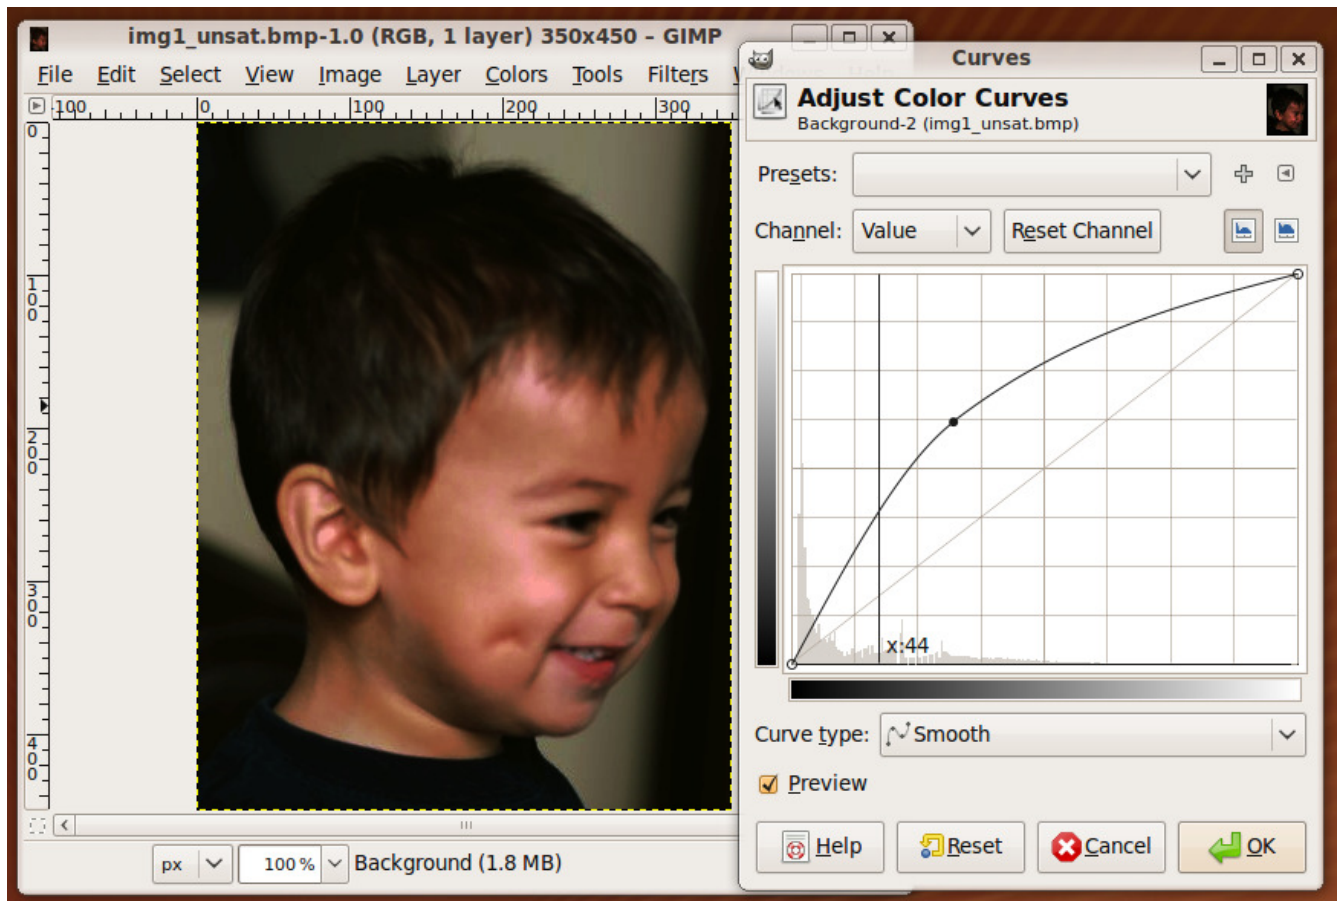 img1_unsat.bmp-1.0 (RGB, 1 layer) 350x450 – GIMP
File Edit Select View Image Layer Colors Tools Filters
-100 0 100 200 300
0
100
200
300
400
px 100 % Background (1.8 MB)
Curves
Adjust Color Curves
Background-2 (img1_unsat.bmp)
Presets:
Channel: Value Reset Channel
x:44
Curve type: Smooth
Preview
Help Reset Cancel OK